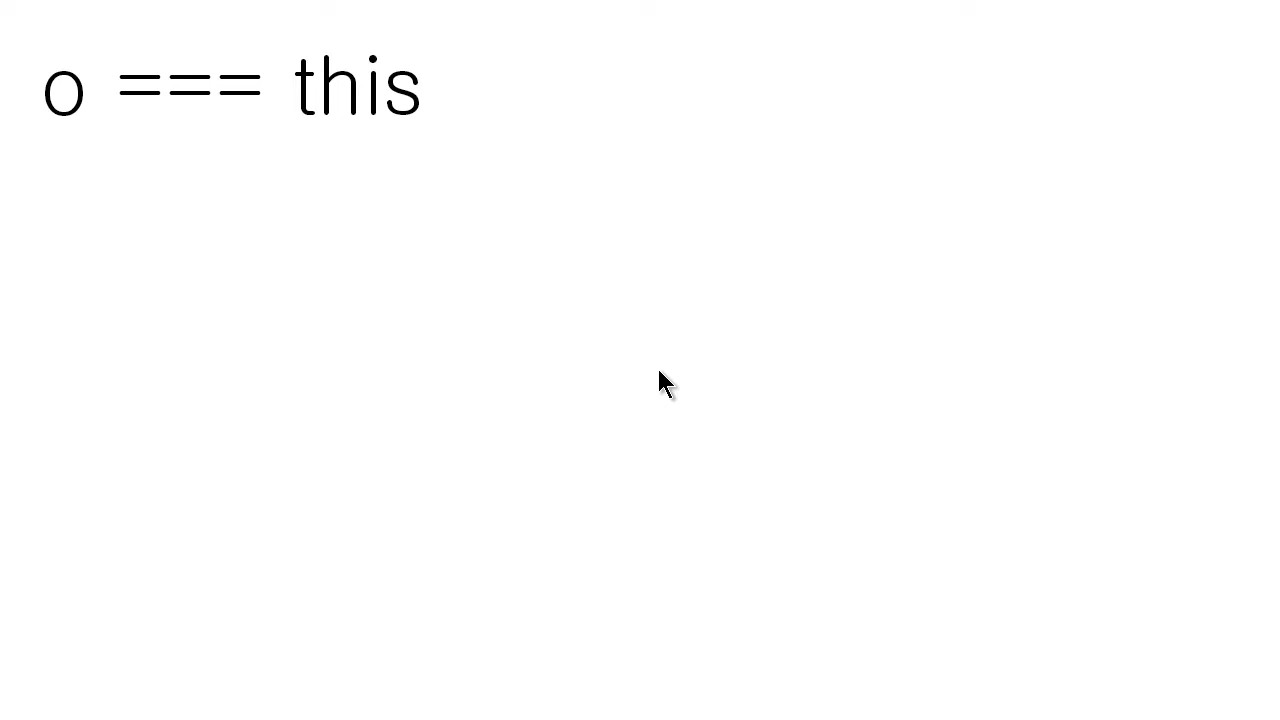 o === this